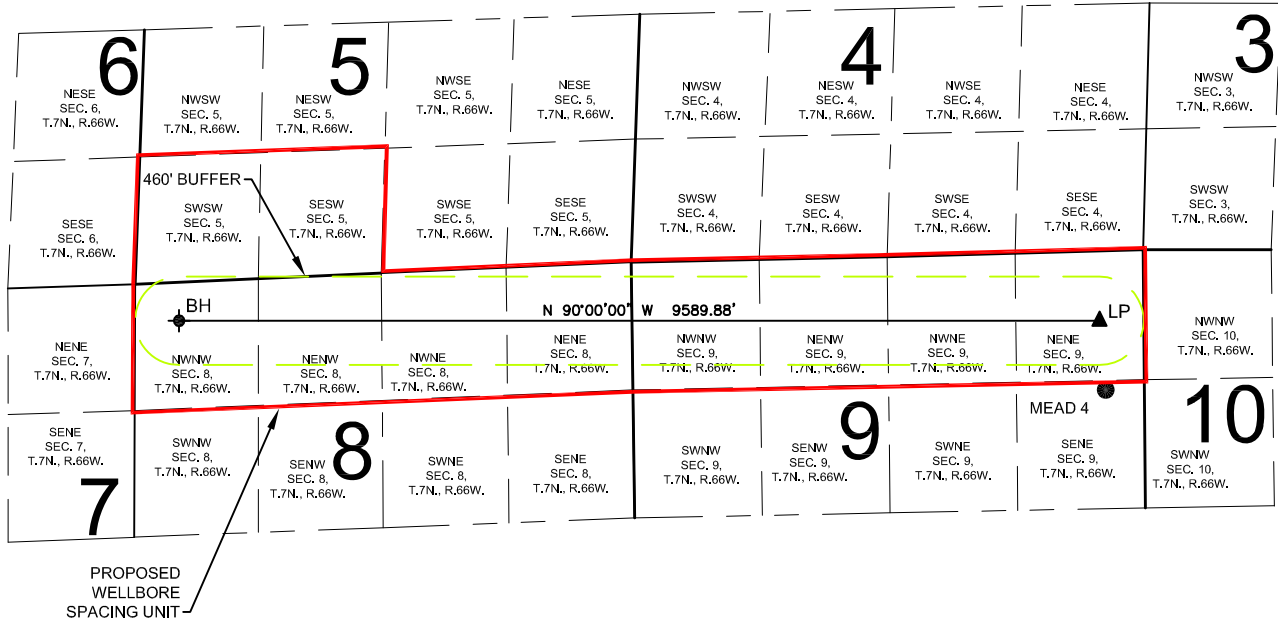 6
5
4
3
NESE
SEC. 6,
T.7N., R.66W.
NWSW
SEC. 5,
T.7N., R.66W.
NESW
SEC. 5,
T.7N., R.66W.
NWSE
SEC. 5,
T.7N., R.66W.
NESE
SEC. 5,
T.7N., R.66W.
NWSW
SEC. 4,
T.7N., R.66W.
NESW
SEC. 4,
T.7N., R.66W.
NWSE
SEC. 4,
T.7N., R.66W.
NESE
SEC. 4,
T.7N., R.66W.
NWSW
SEC. 3,
T.7N., R.66W.
460' BUFFER
SESE
SEC. 6,
T.7N., R.66W.
SWSW
SEC. 5,
T.7N., R.66W.
SESW
SEC. 5,
T.7N., R.66W.
SWSE
SEC. 5,
T.7N., R.66W.
SESE
SEC. 5,
T.7N., R.66W.
SWSW
SEC. 4,
T.7N., R.66W.
SESW
SEC. 4,
T.7N., R.66W.
SWSE
SEC. 4,
T.7N., R.66W.
SESE
SEC. 4,
T.7N., R.66W.
SWSW
SEC. 3,
T.7N., R.66W.
BH
N 90°00'00" W 9589.88'
LP
NENE
SEC. 7,
T.7N., R.66W.
NWNW
SEC. 8,
T.7N., R.66W.
NENW
SEC. 8,
T.7N., R.66W.
NWNE
SEC. 8,
T.7N., R.66W.
NENE
SEC. 8,
T.7N., R.66W.
NWNW
SEC. 9,
T.7N., R.66W.
NENW
SEC. 9,
T.7N., R.66W.
NWNE
SEC. 9,
T.7N., R.66W.
NENE
SEC. 9,
T.7N., R.66W.
NWNW
SEC. 10,
T.7N., R.66W.
MEAD 4
SENE
SEC. 7,
T.7N., R.66W.
SWNW
SEC. 8,
T.7N., R.66W.
SENW
SEC. 8,
T.7N., R.66W.
SWNE
SEC. 8,
T.7N., R.66W.
SENE
SEC. 8,
T.7N., R.66W.
SWNW
SEC. 9,
T.7N., R.66W.
SENW
SEC. 9,
T.7N., R.66W.
SWNE
SEC. 9,
T.7N., R.66W.
SENE
SEC. 9,
T.7N., R.66W.
SWNW
SEC. 10,
T.7N., R.66W.
7
8
9
10
PROPOSED
WELLBORE
SPACING UNIT